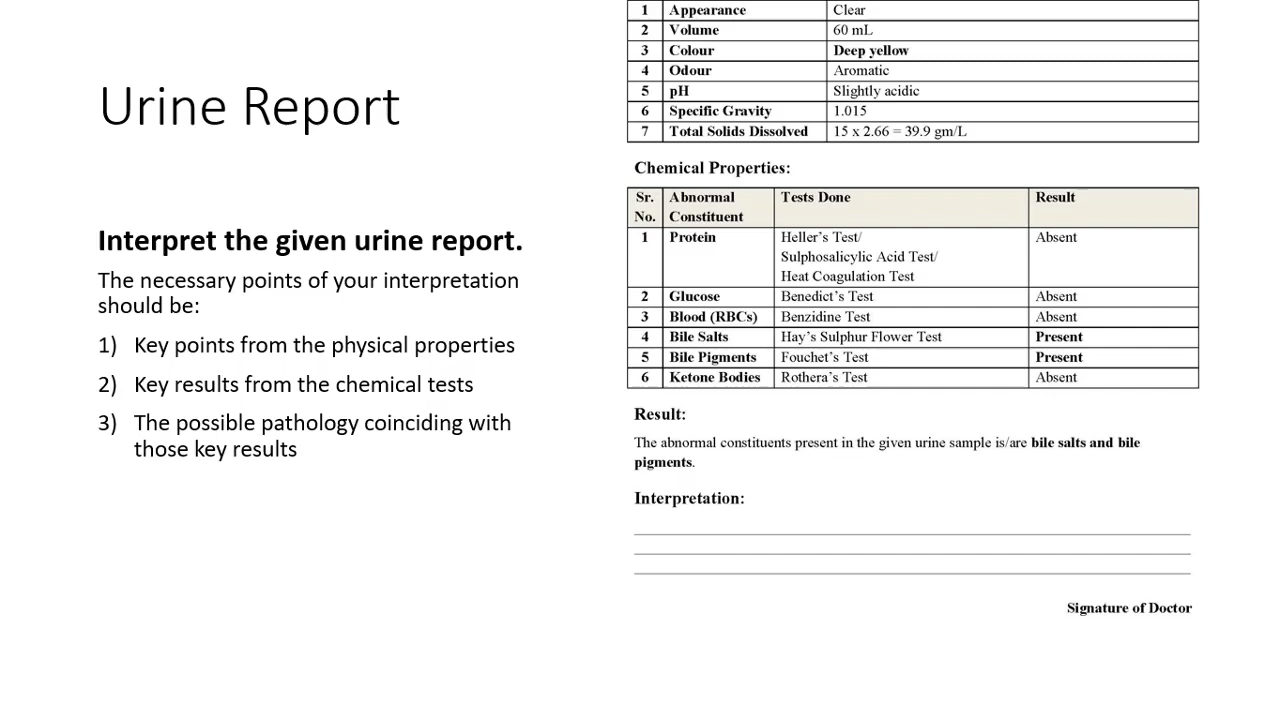 Urine Report
Interpret the given urine report.
The necessary points of your interpretation
should be:
1) Key points from the physical properties
2) Key results from the chemical tests
3) The possible pathology coinciding with
those key results
1 Appearance Clear
2 Volume 60 mL
3 Colour Deep yellow
4 Odour Aromatic
5 pH Slightly acidic
6 Specific Gravity 1.015
7 Total Solids Dissolved 15 x 2.66 = 39.9 gm/L
Chemical Properties:
Sr. Abnormal Tests Done Result
No. Constituent
1 Protein Heller's Test/ Absent
Sulphosalicylic Acid Test/
Heat Coagulation Test
2 Glucose Benedict's Test Absent
3 Blood (RBCs) Benzidine Test Absent
4 Bile Salts Hay's Sulphur Flower Test Present
5 Bile Pigments Fouchet's Test Present
6 Ketone Bodies Rothera's Test Absent
Result:
The abnormal constituents present in the given urine sample is/are bile salts and bile
pigments.
Interpretation:
Signature of Doctor